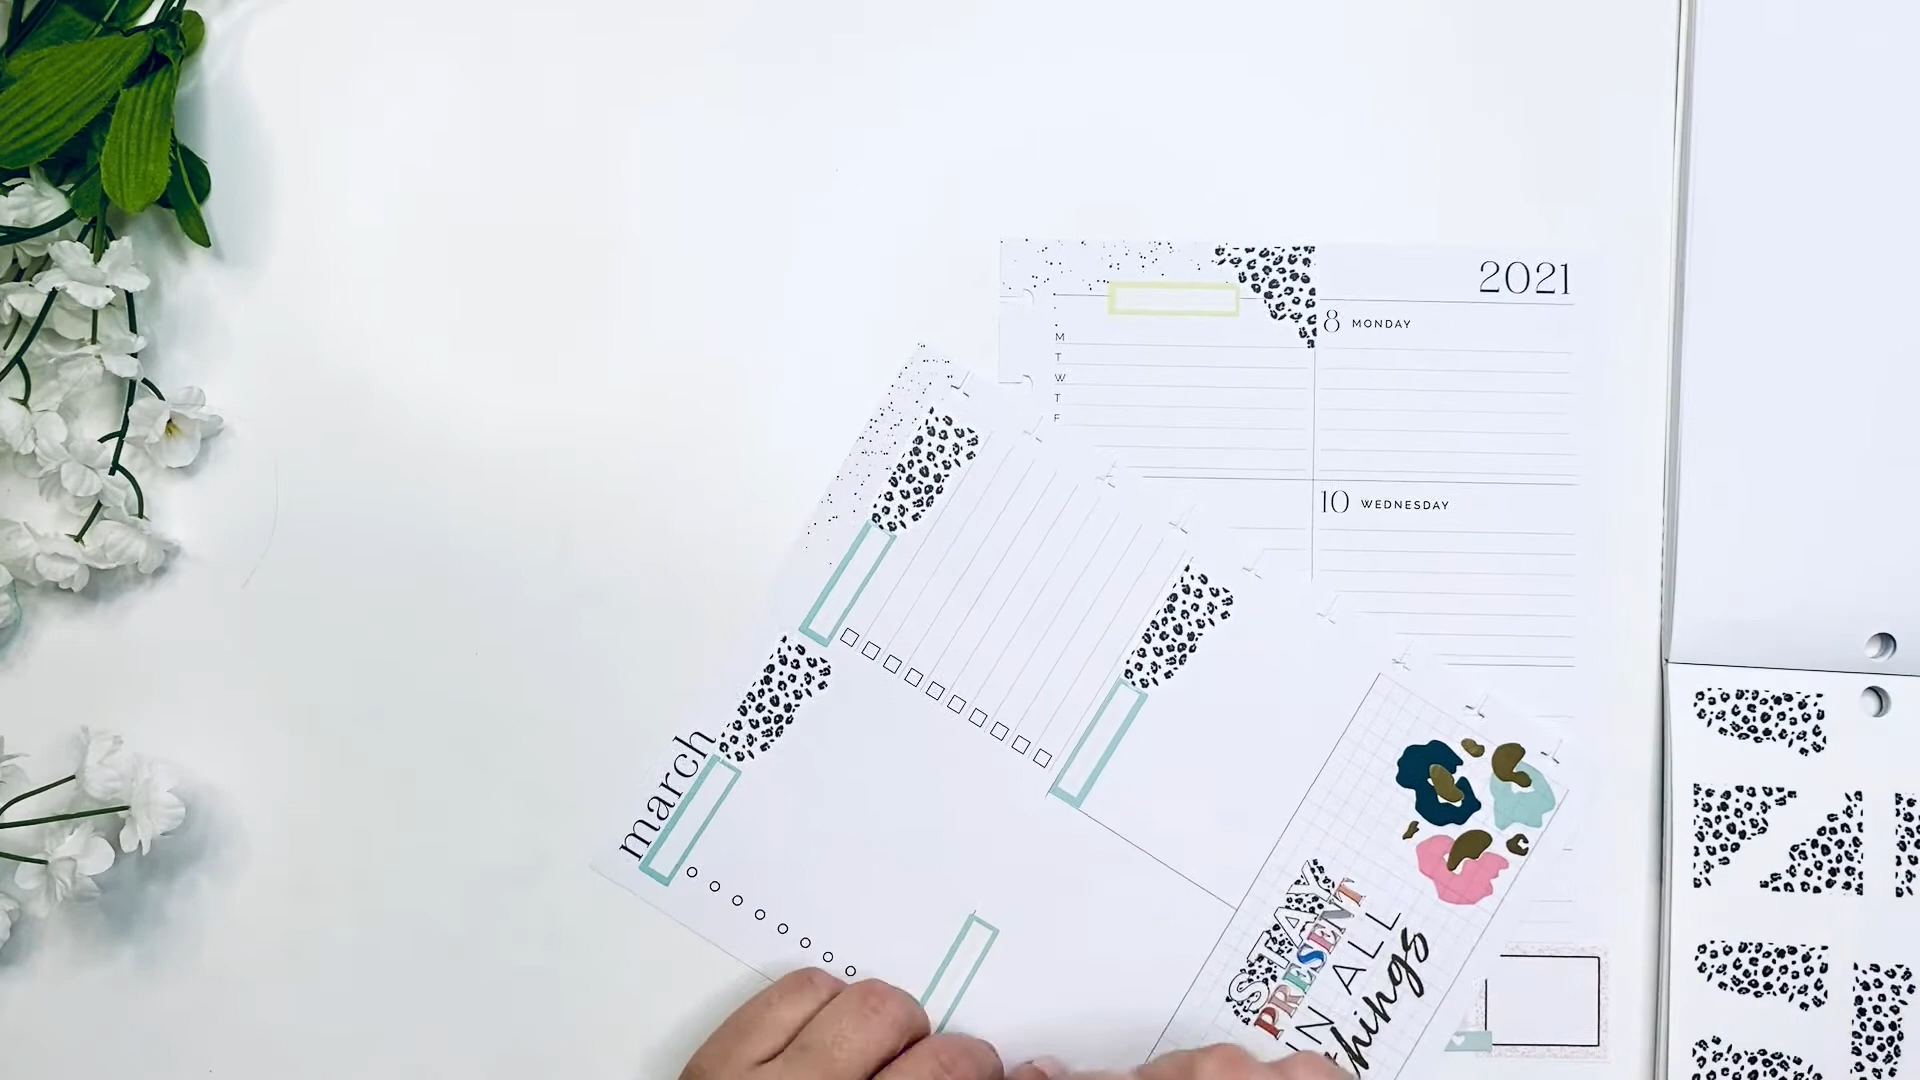 2021
8 MONDAY
M
T
W
T
F
10 WEDNESDAY
march
STAY
PRESENT
IN ALL
things